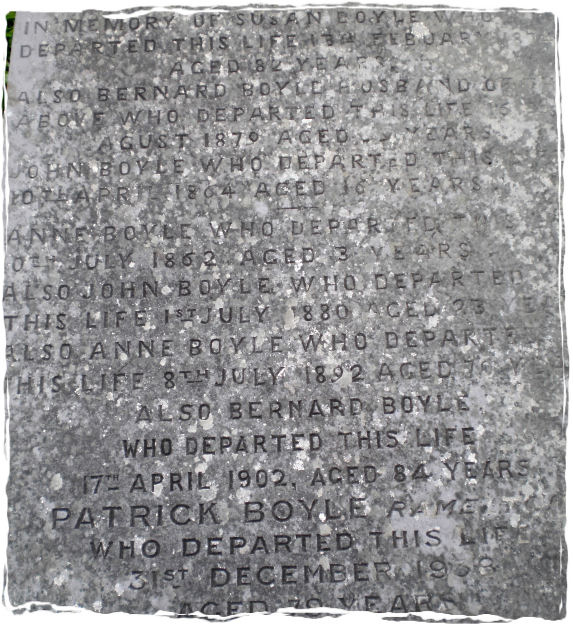 IN MEMORY OF SUSAN BOYLE WHO
DEPARTED THIS LIFE 13TH FEBUARY
AGED 82 YEARS
ALSO BERNARD BOYLE HUSBAND OF
ABOVE WHO DEPARTED THIS LIFE
AGUST 1870 AGED YEARS
JOHN BOYLE WHO DEPARTED THIS
APRIL 1864 AGED YEARS
ANNE BOYLE WHO DEPARTED
JULY 1862 AGED 3 YEARS
ALSO JOHN BOYLE WHO DEPARTED
THIS LIFE 1ST JULY 1880 AGED 23
ALSO ANNE BOYLE WHO DEPARTED
THIS LIFE 8TH JULY 1892 AGED
ALSO BERNARD BOYLE
WHO DEPARTED THIS LIFE
17TH APRIL 1902, AGED 84 YEARS
PATRICK BOYLE
WHO DEPARTED THIS LIFE
31ST DECEMBER
AGED YEARS